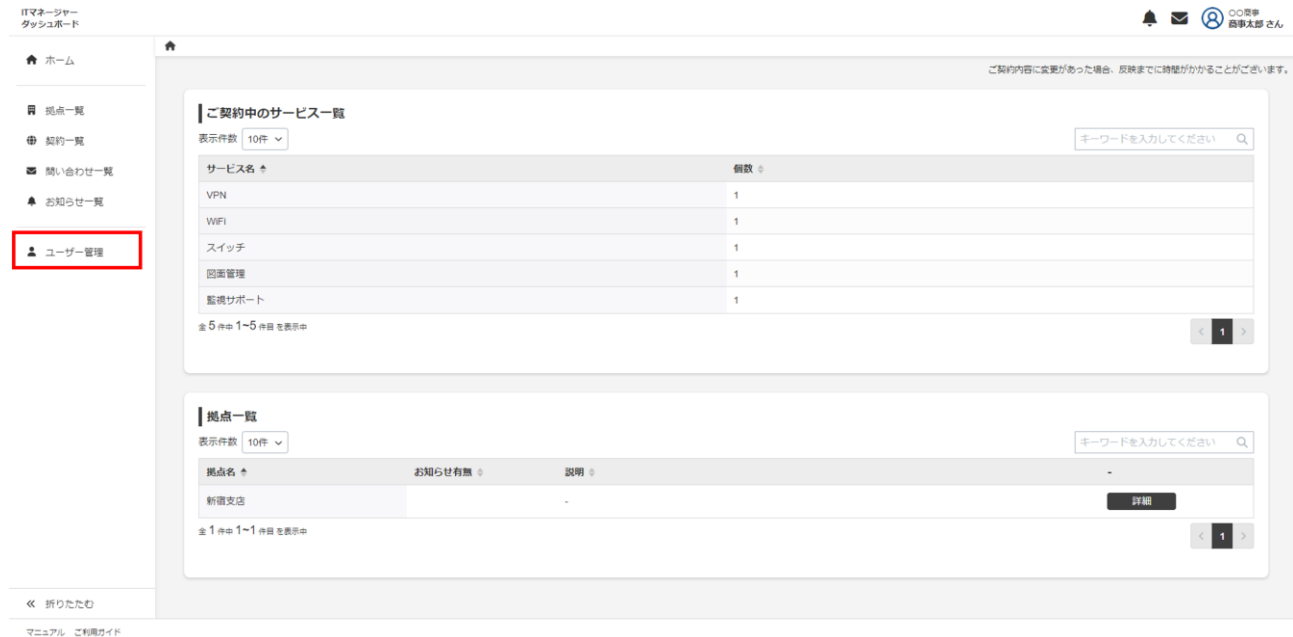 ITマネージャー
ダッシュボード
〇〇商事
商事太郎 さん
ホーム
拠点一覧
契約一覧
問い合わせ一覧
お知らせ一覧
ユーザー管理
ご契約内容に変更があった場合、反映までに時間がかかることがございます。
ご契約中のサービス一覧
表示件数 10件 キーワードを入力してください
サービス名 個数
VPN 1
WiFi 1
スイッチ 1
図面管理 1
監視サポート 1
全 5 件中 1~5 件目 を表示中 < 1 >
拠点一覧
表示件数 10件 キーワードを入力してください
拠点名 お知らせ有無 説明 -
新宿支店 - 詳細
全 1 件中 1~1 件目 を表示中 < 1 >
折りたたむ
マニュアル ご利用ガイド